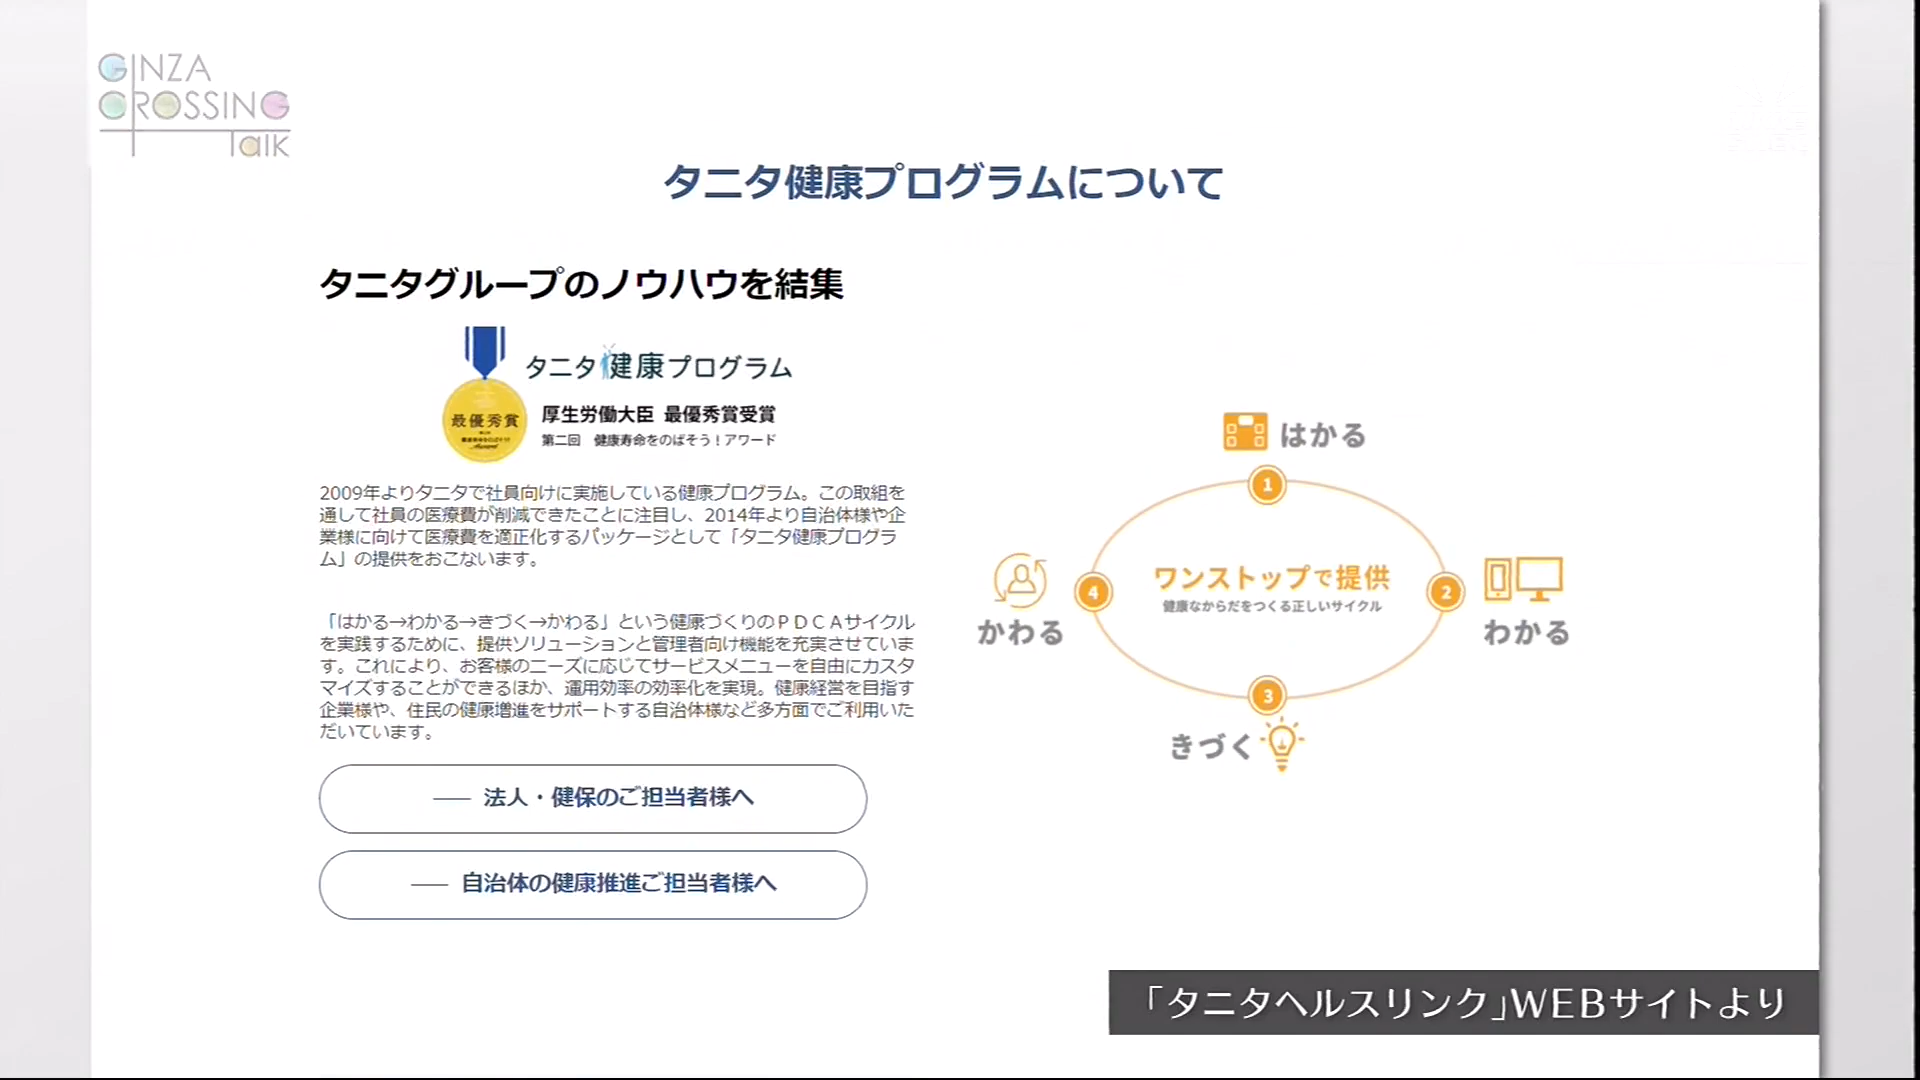 GINZA
CROSSING
Talk
タニタ健康プログラムについて
タニタグループのノウハウを結集
タニタ健康プログラム
最優秀賞
厚生労働大臣 最優秀賞受賞
第二回 健康寿命をのばそう！アワード
2009年よりタニタで社員向けに実施している健康プログラム。この取組を
通して社員の医療費が削減できたことに注目し、2014年より自治体様や企
業様に向けて医療費を適正化するパッケージとして「タニタ健康プログラ
ム」の提供をおこないます。
「はかる→わかる→きづく→かわる」という健康づくりのＰＤＣＡサイクル
を実践するために、提供ソリューションと管理者向け機能を充実させていま
す。これにより、お客様のニーズに応じてサービスメニューを自由にカスタ
マイズすることができるほか、運用効率の効率化を実現。健康経営を目指す
企業様や、住民の健康増進をサポートする自治体様など多方面でご利用いた
だいています。
法人・健保のご担当者様へ
自治体の健康推進ご担当者様へ
はかる
1
ワンストップで提供
健康なからだをつくる正しいサイクル
2
わかる
3
きづく
4
かわる
「タニタヘルスリンク」WEBサイトより